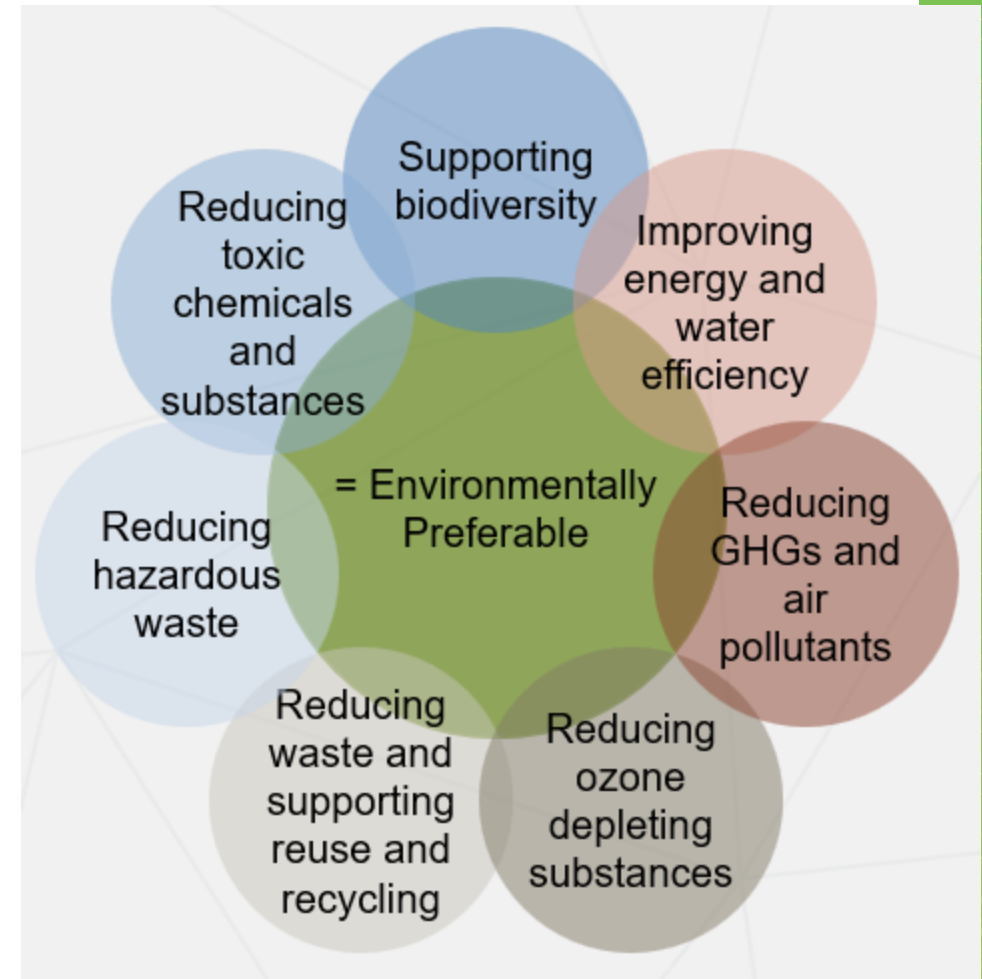 Supporting
biodiversity
Improving
energy and
water
efficiency
Reducing
GHGs and
air
pollutants
Reducing
ozone
depleting
substances
Reducing
waste and
supporting
reuse and
recycling
Reducing
hazardous
waste
Reducing
toxic
chemicals
and
substances
= Environmentally
Preferable